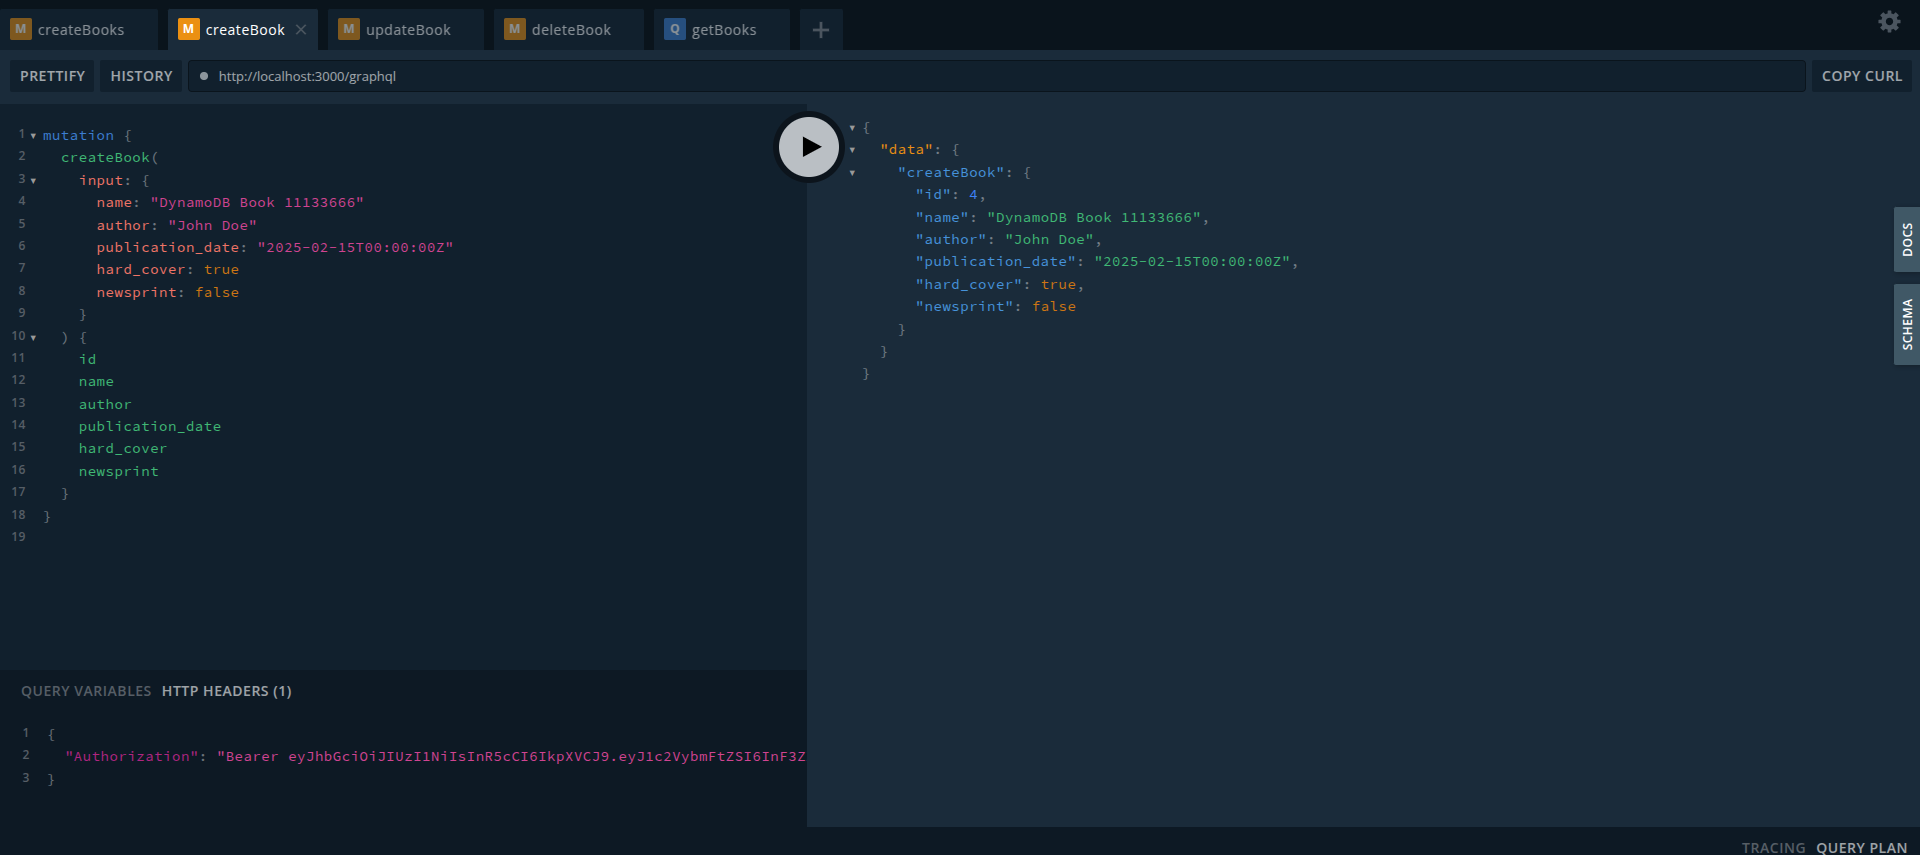 M createBooks M createBook × M updateBook M deleteBook Q getBooks +
PRETTIFY HISTORY http://localhost:3000/graphql COPY CURL
1 mutation {
2 createBook(
3 input: {
4 name: "DynamoDB Book 11133666"
5 author: "John Doe"
6 publication_date: "2025-02-15T00:00:00Z"
7 hard_cover: true
8 newsprint: false
9 }
10 ) {
11 id
12 name
13 author
14 publication_date
15 hard_cover
16 newsprint
17 }
18 }
19
QUERY VARIABLES HTTP HEADERS (1)
1 {
2 "Authorization": "Bearer eyJhbGciOiJIUzI1NiIsInR5cCI6IkpXVCJ9.eyJ1c2VybmFtZSI6InF3Z
3 }
{
"data": {
"createBook": {
"id": 4,
"name": "DynamoDB Book 11133666",
"author": "John Doe",
"publication_date": "2025-02-15T00:00:00Z",
"hard_cover": true,
"newsprint": false
}
}
}
DOCS
SCHEMA
TRACING QUERY PLAN